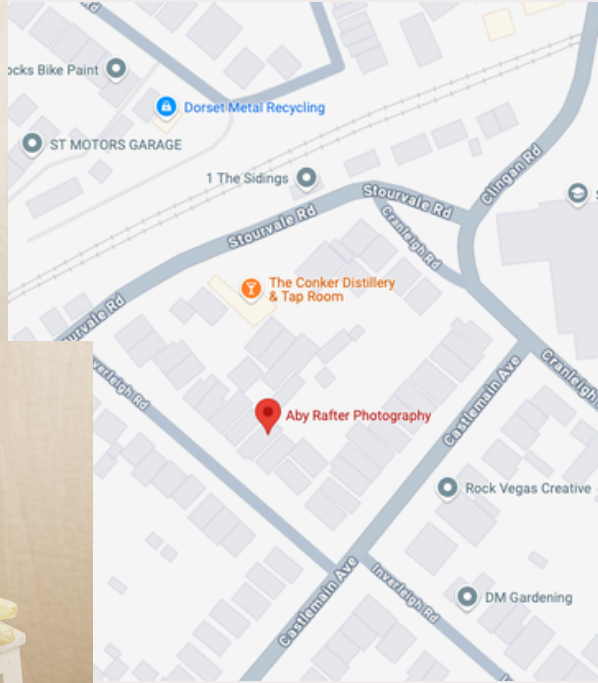 ocks Bike Paint
Dorset Metal Recycling
ST MOTORS GARAGE
1 The Sidings
Clingan Rd
Stourvale Rd
Stourvale Rd
Cranleigh Rd
The Conker Distillery
& Tap Room
urvale Rd
verleigh Rd
Castlemain Ave
Cranleigh
Aby Rafter Photography
Rock Vegas Creative
DM Gardening
Inverleigh Rd
Castlemain Ave